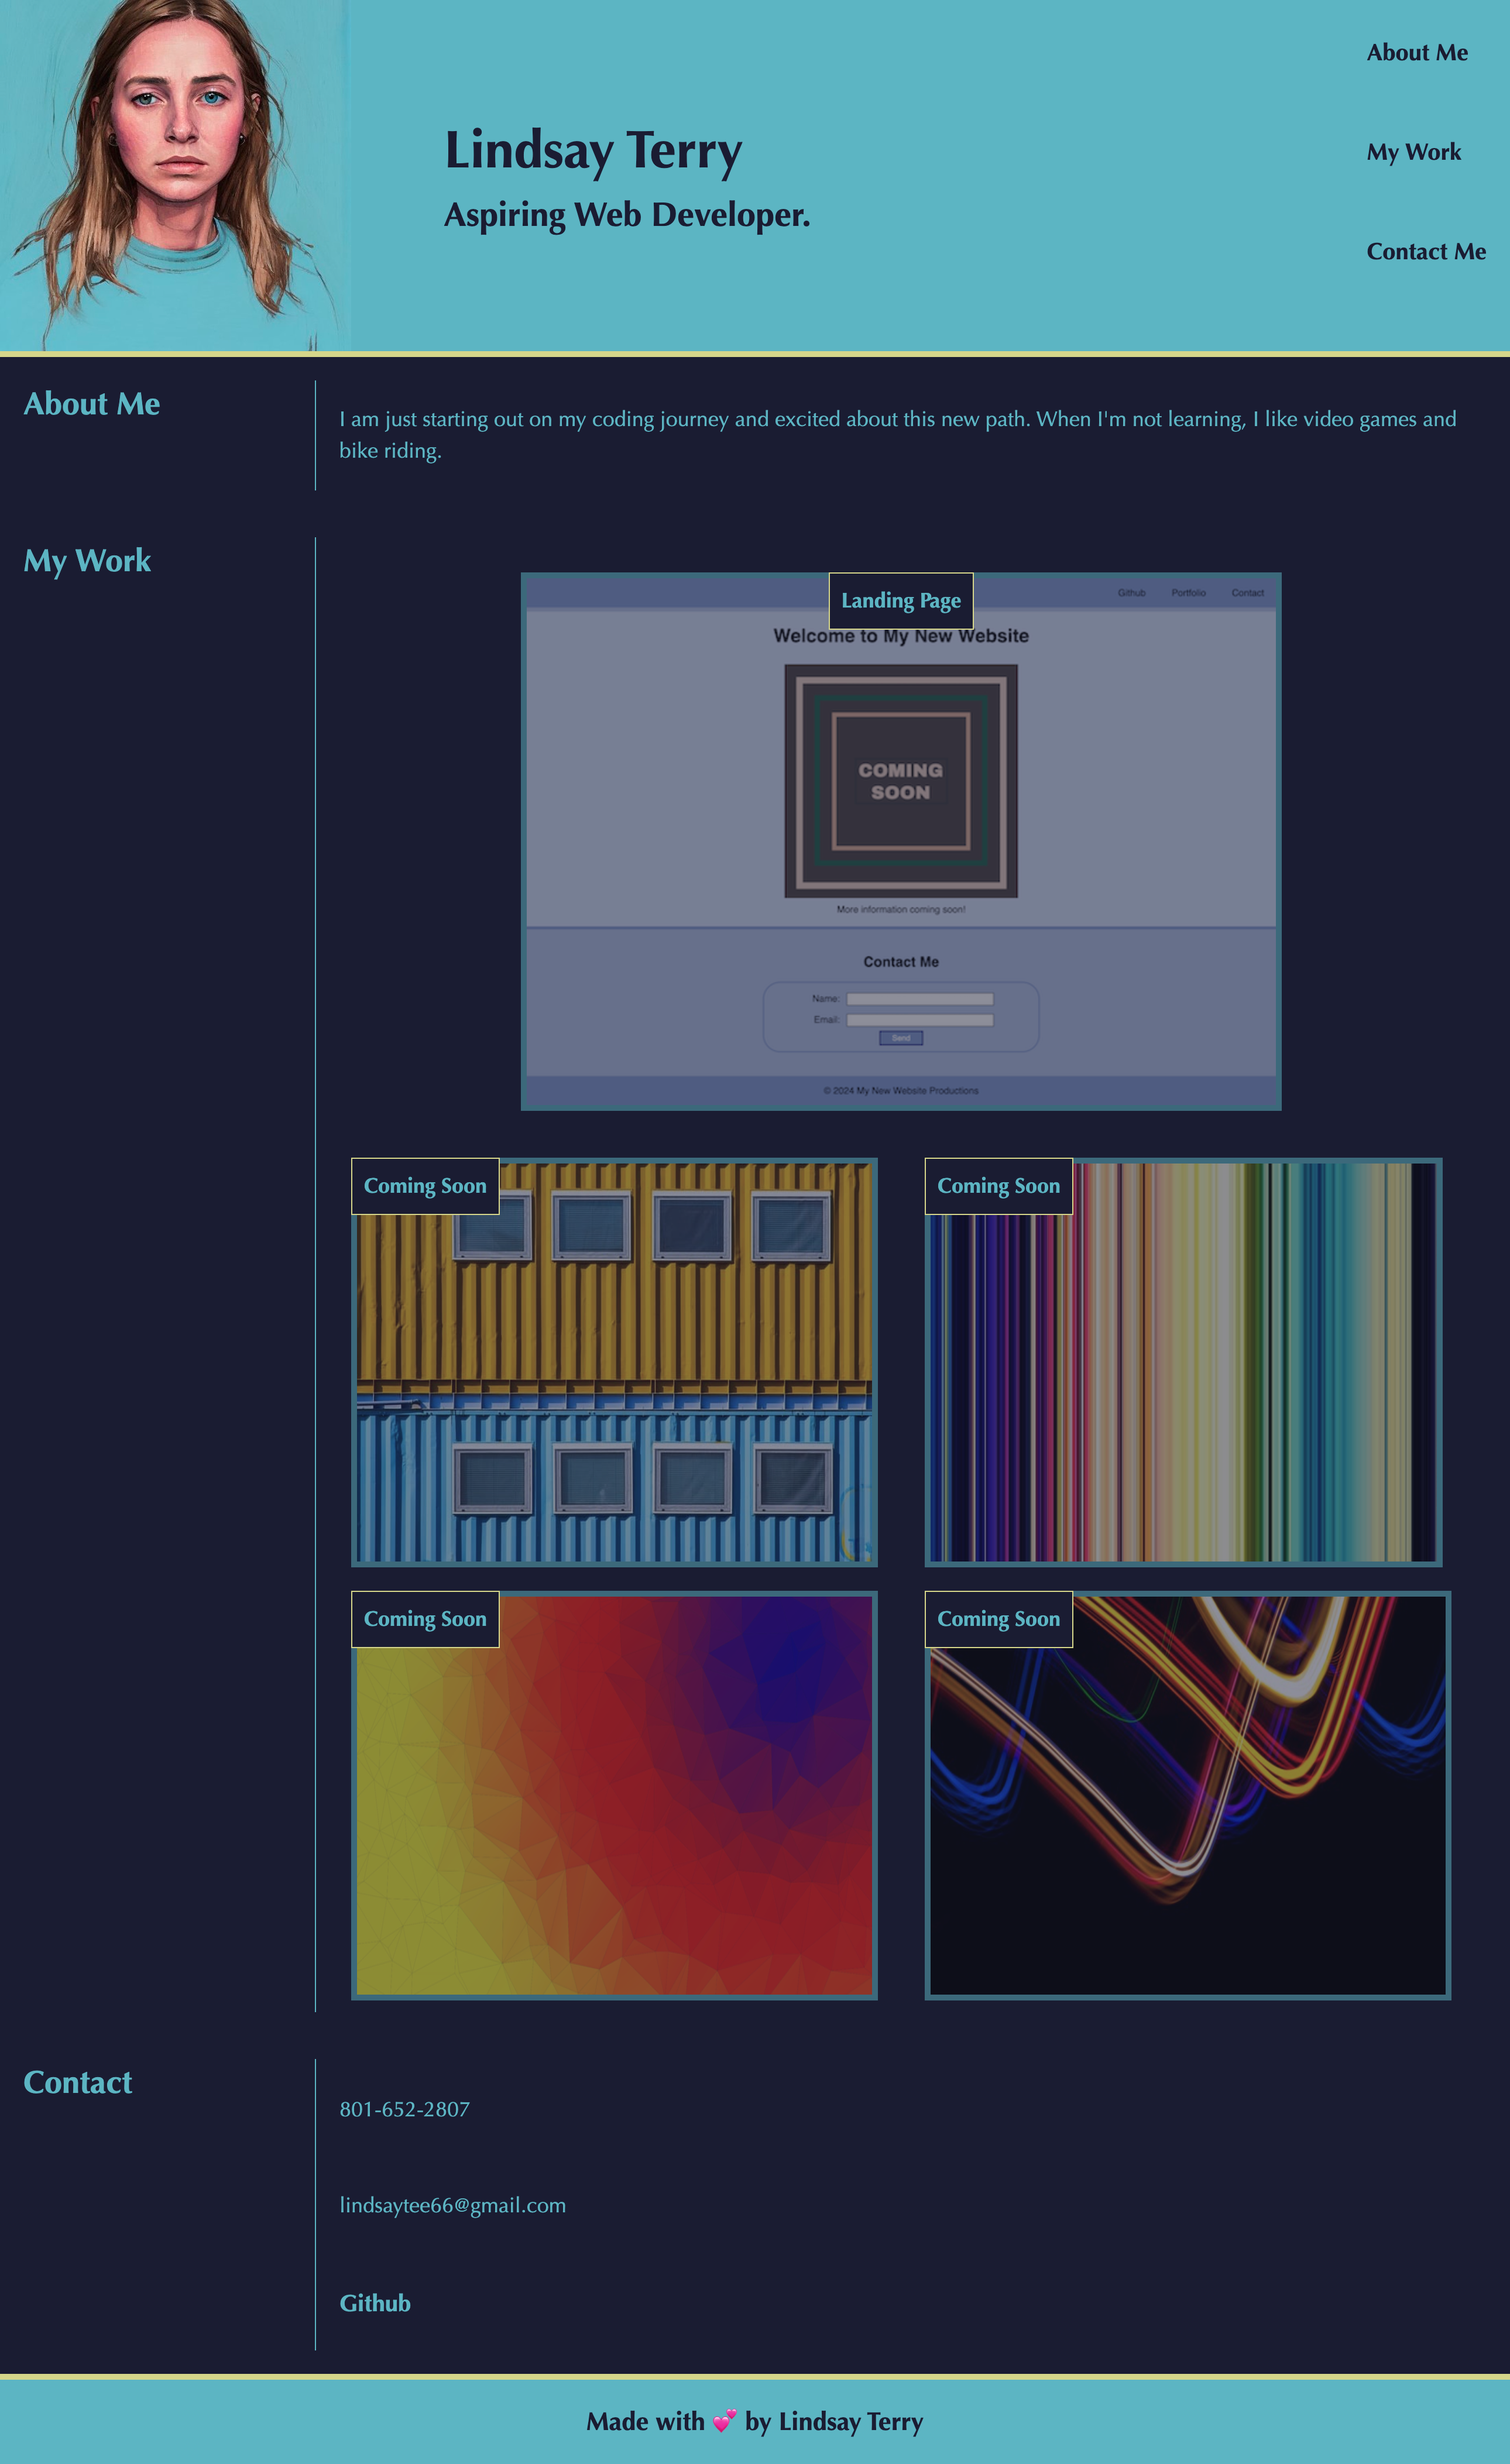 About Me
My Work
Contact Me
Lindsay Terry
Aspiring Web Developer.
About Me
I am just starting out on my coding journey and excited about this new path. When I'm not learning, I like video games and
bike riding.
My Work
Landing Page
Github Portfolio Contact
Welcome to My New Website
COMING
SOON
More information coming soon!
Contact Me
Name:
Email:
Send
© 2024 My New Website Productions
Coming Soon
Coming Soon
Coming Soon
Coming Soon
Contact
801-652-2807
lindsaytee66@gmail.com
Github
Made with 💕 by Lindsay Terry